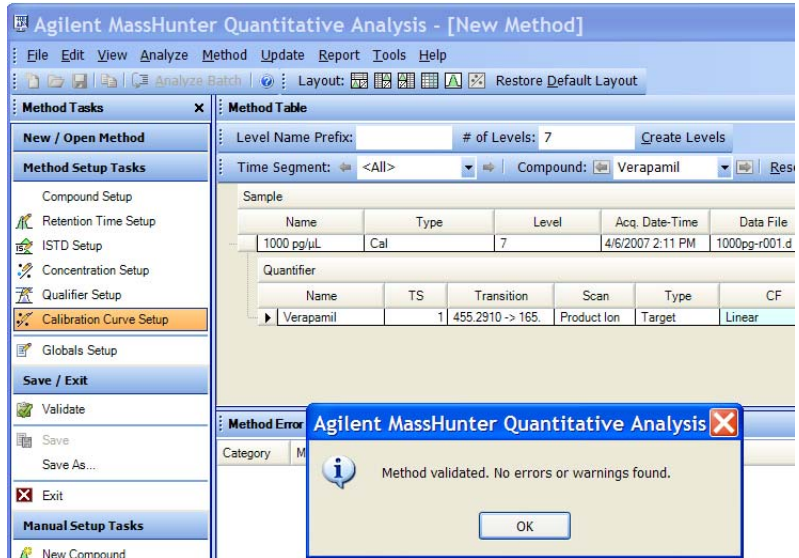 Agilent MassHunter Quantitative Analysis - [New Method]
File Edit View Analyze Method Update Report Tools Help
Analyze Batch Layout: Restore Default Layout
Method Tasks
New / Open Method
Method Setup Tasks
Compound Setup
Retention Time Setup
ISTD Setup
Concentration Setup
Qualifier Setup
Calibration Curve Setup
Globals Setup
Save / Exit
Validate
Save
Save As...
Exit
Manual Setup Tasks
New Compound
Method Table
Level Name Prefix: # of Levels: 7 Create Levels
Time Segment: <All> Compound: Verapamil Rese
Sample
Name Type Level Acq. Date-Time Data File
1000 pg/µL Cal 7 4/6/2007 2:11 PM 1000pg-r001.d
Quantifier
Name TS Transition Scan Type CF
Verapamil 1 455.2910 -> 165. Product Ion Target Linear
Method Error
Category M
Agilent MassHunter Quantitative Analysis
Method validated. No errors or warnings found.
OK